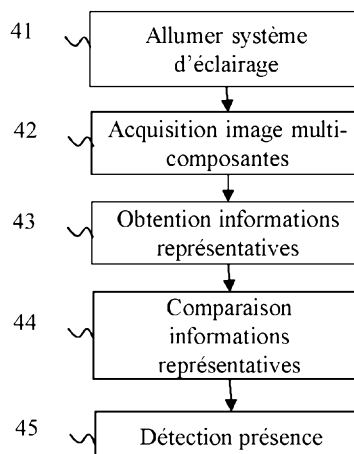 41
Allumer système
d'éclairage
42
Acquisition image multi-
composantes
43
Obtention informations
représentatives
44
Comparaison
informations
représentatives
45
Détection présence